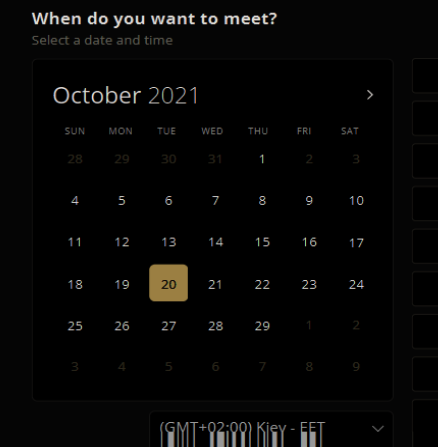 When do you want to meet?
Select a date and time
October 2021
SUN MON TUE WED THU FRI SAT
28 29 30 31 1 2 3
4 5 6 7 8 9 10
11 12 13 14 15 16 17
18 19 20 21 22 23 24
25 26 27 28 29 1 2
3 4 5 6 7 8 9
(GMT+02:00) Kiev - EET